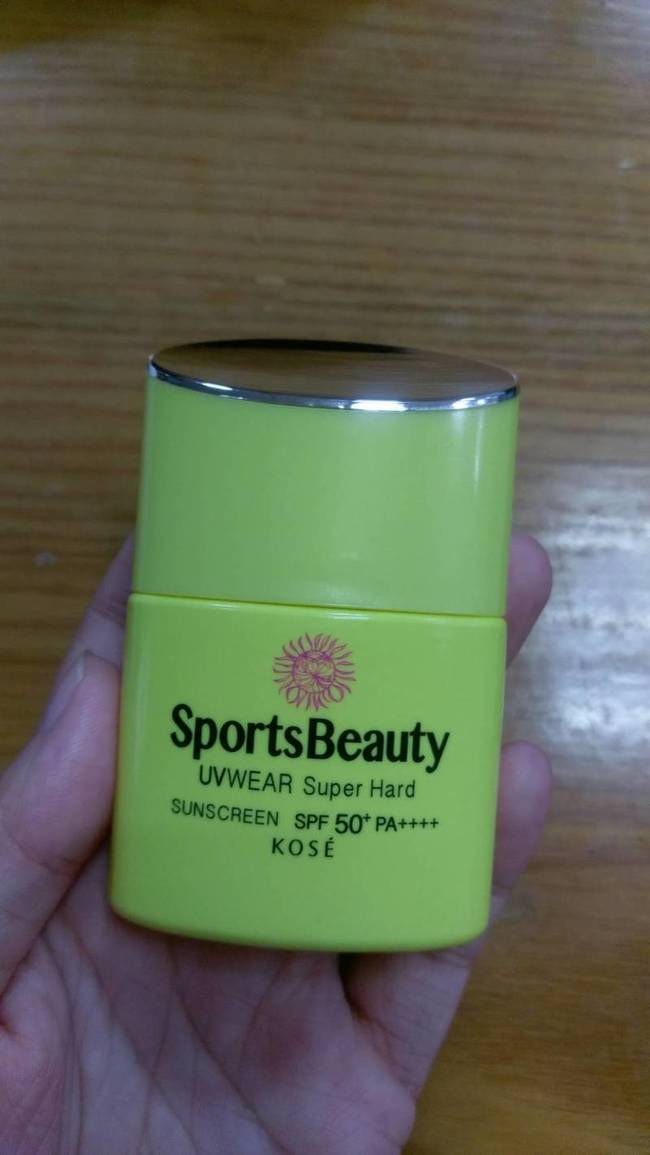 SportsBeauty
UVWEAR Super Hard
SUNSCREEN SPF 50+ PA++++
KOSÉ